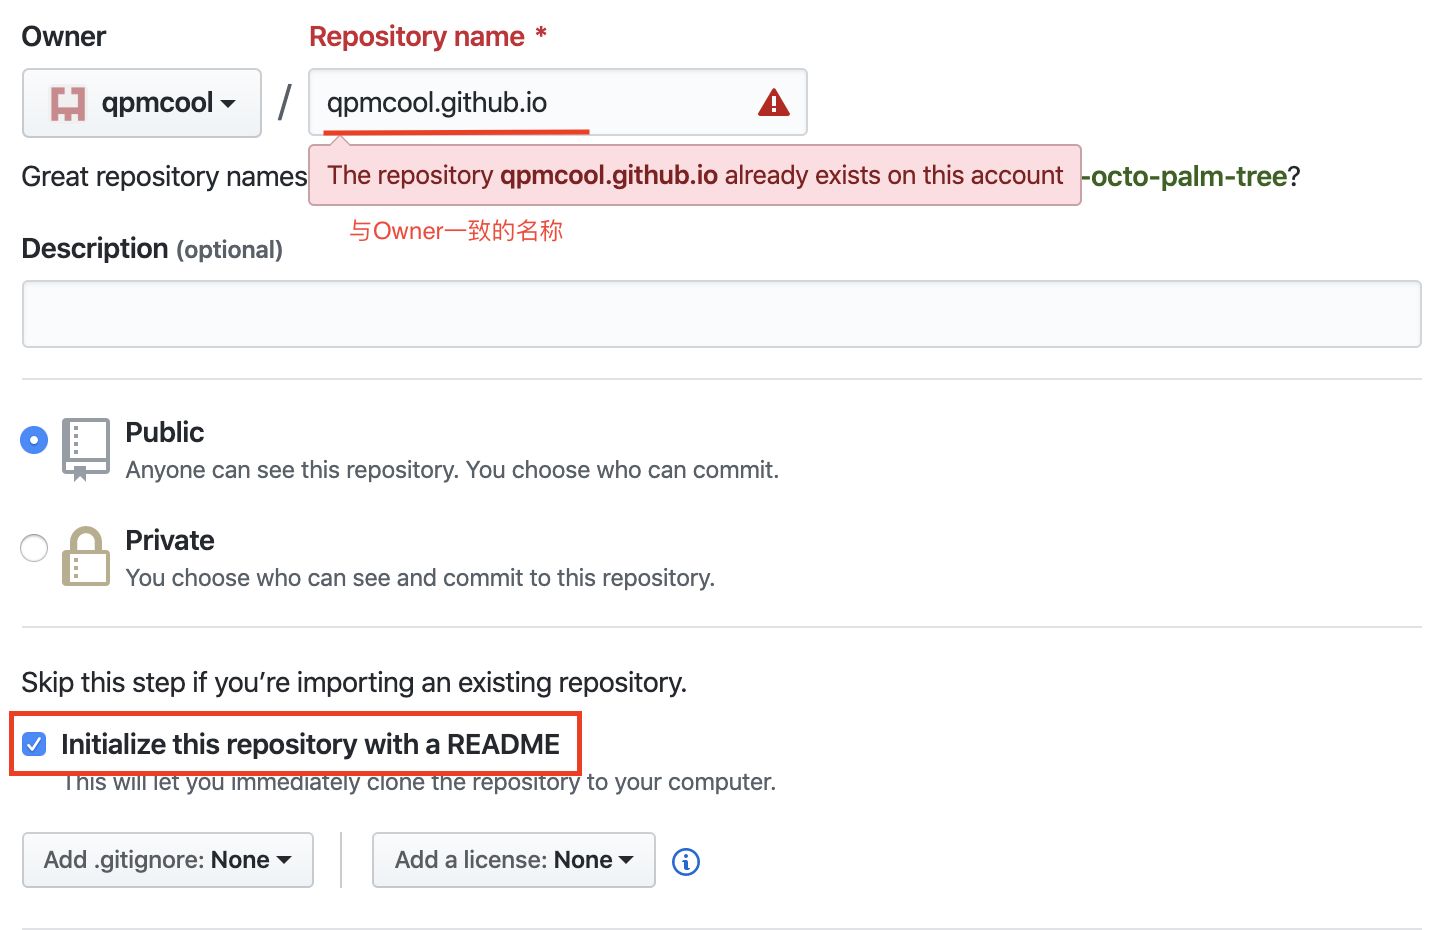 Owner
Repository name *
qpmcool / qpmcool.github.io
Great repository names
The repository qpmcool.github.io already exists on this account
-octo-palm-tree?
与Owner一致的名称
Description (optional)
Public
Anyone can see this repository. You choose who can commit.
Private
You choose who can see and commit to this repository.
Skip this step if you’re importing an existing repository.
Initialize this repository with a README
This will let you immediately clone the repository to your computer.
Add .gitignore: None
Add a license: None